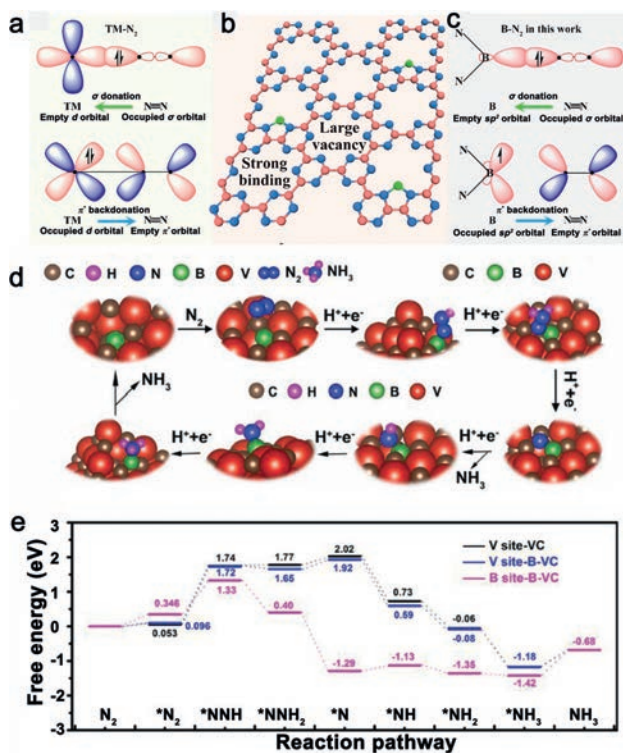 a
TM-N₂
σ donation
TM
N=N
Empty d orbital
Occupied σ orbital
π* backdonation
TM
N=N
Occupied d orbital
Empty π* orbital
b
Large
vacancy
Strong
binding
c
B-N₂ in this work
N
B
N
σ donation
B
N=N
Empty sp² orbital
Occupied σ orbital
N
B
N
π* backdonation
B
N=N
Occupied sp² orbital
Empty π* orbital
d
C H N B V N₂ NH₃
C B V
N₂
H⁺+e⁻
H⁺+e⁻
H⁺+e⁻
NH₃
C H N B V
H⁺+e⁻
H⁺+e⁻
H⁺+e⁻
NH₃
e
Free energy (eV)
3
2
1
0
-1
-2
-3
0.346
0.053
0.096
1.74
1.72
1.33
1.77
1.65
0.40
2.02
1.92
-1.29
0.73
0.59
-1.13
-0.06
-0.08
-1.35
-1.18
-1.42
-0.68
V site-VC
V site-B-VC
B site-B-VC
N₂ *N₂ *NNH *NNH₂ *N *NH *NH₂ *NH₃ NH₃
Reaction pathway